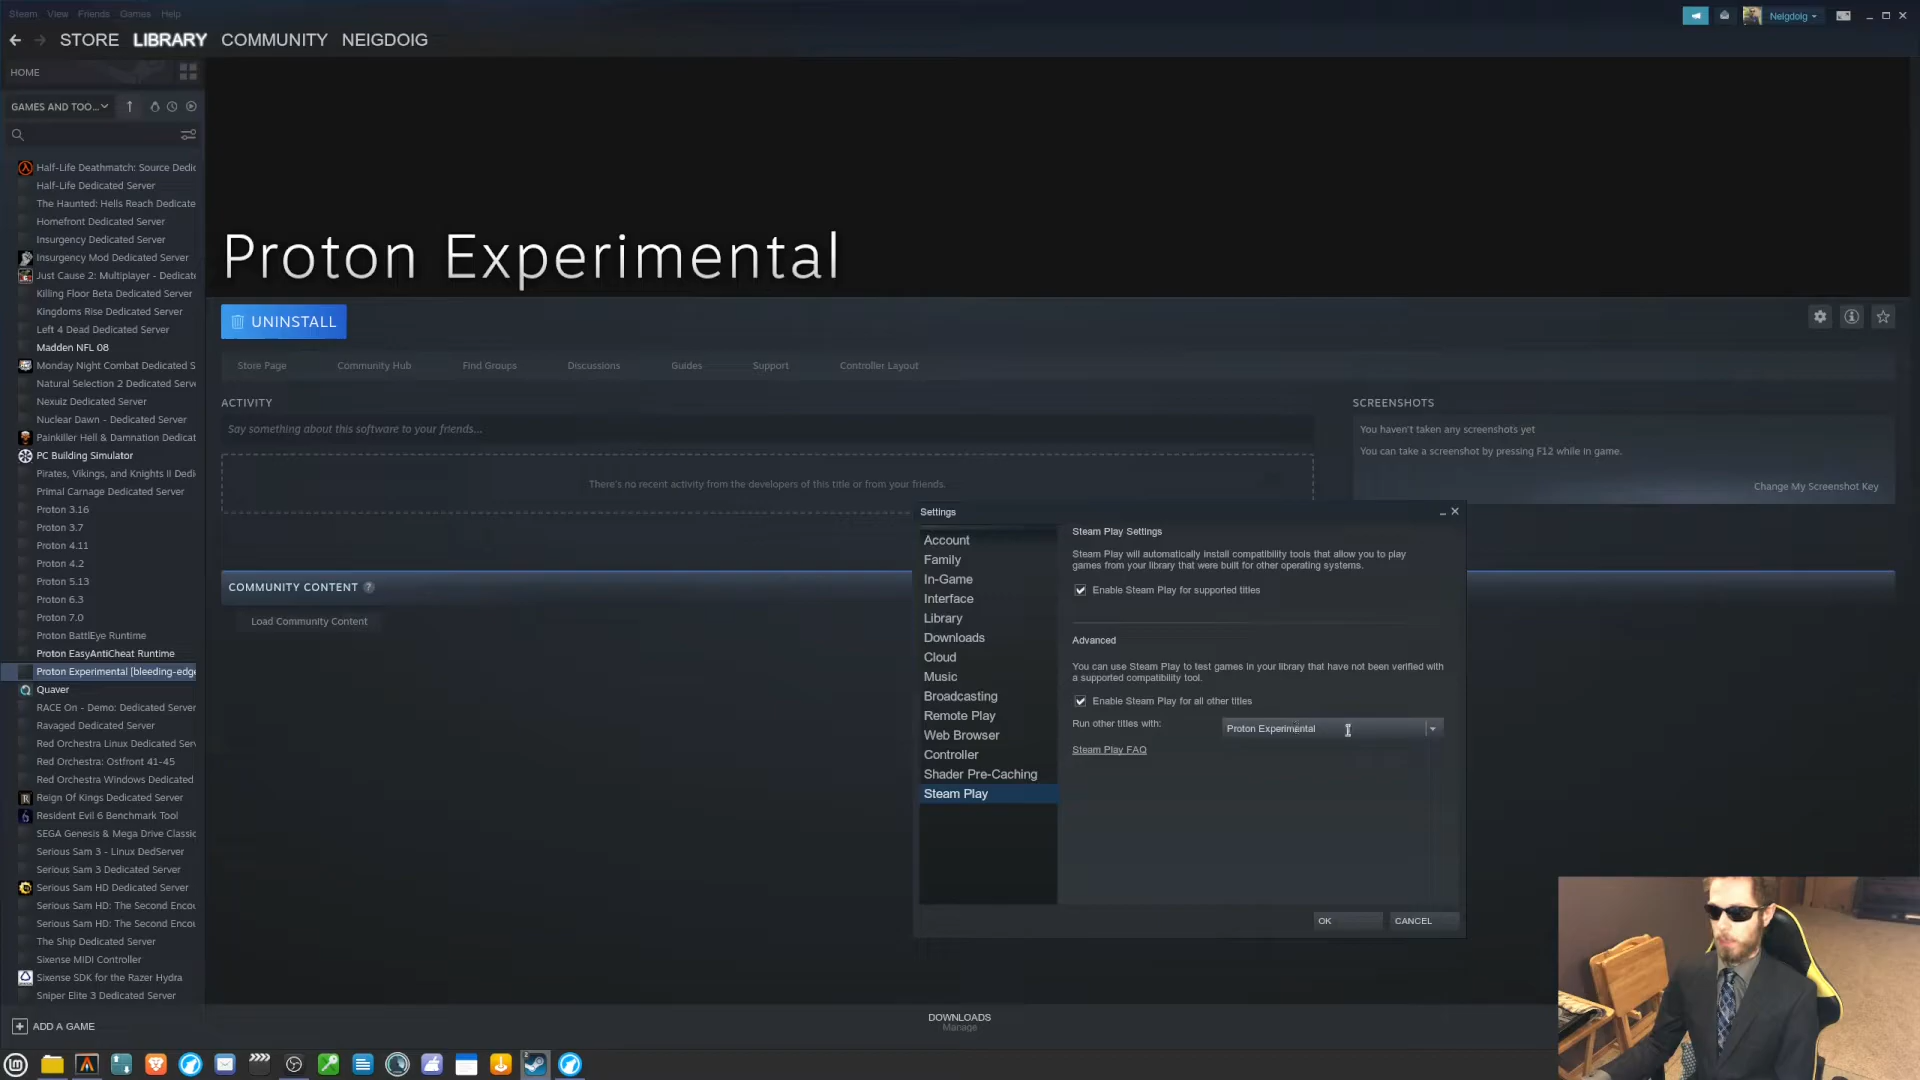 Steam View Friends Games Help
Neigdoig
STORE LIBRARY COMMUNITY NEIGDOIG
HOME
GAMES AND TOO...
Half-Life Deathmatch: Source Dedic
Half-Life Dedicated Server
The Haunted: Hells Reach Dedicate
Homefront Dedicated Server
Insurgency Dedicated Server
Insurgency Mod Dedicated Server
Just Cause 2: Multiplayer - Dedicate
Killing Floor Beta Dedicated Server
Kingdoms Rise Dedicated Server
Left 4 Dead Dedicated Server
Madden NFL 08
Monday Night Combat Dedicated S
Natural Selection 2 Dedicated Serve
Nexuiz Dedicated Server
Nuclear Dawn - Dedicated Server
Painkiller Hell & Damnation Dedicat
PC Building Simulator
Pirates, Vikings, and Knights II Dedi
Primal Carnage Dedicated Server
Proton 3.16
Proton 3.7
Proton 4.11
Proton 4.2
Proton 5.13
Proton 6.3
Proton 7.0
Proton BattlEye Runtime
Proton EasyAntiCheat Runtime
Proton Experimental [bleeding-edge
Quaver
RACE On - Demo: Dedicated Server
Ravaged Dedicated Server
Red Orchestra Linux Dedicated Serv
Red Orchestra: Ostfront 41-45
Red Orchestra Windows Dedicated
Reign Of Kings Dedicated Server
Resident Evil 6 Benchmark Tool
SEGA Genesis & Mega Drive Classic
Serious Sam 3 - Linux DedServer
Serious Sam 3 Dedicated Server
Serious Sam HD Dedicated Server
Serious Sam HD: The Second Encou
Serious Sam HD: The Second Encou
The Ship Dedicated Server
Sixense MIDI Controller
Sixense SDK for the Razer Hydra
Sniper Elite 3 Dedicated Server
ADD A GAME
Proton Experimental
UNINSTALL
Store Page Community Hub Find Groups Discussions Guides Support Controller Layout
ACTIVITY
Say something about this software to your friends...
There's no recent activity from the developers of this title or from your friends.
SCREENSHOTS
You haven't taken any screenshots yet
You can take a screenshot by pressing F12 while in game.
Change My Screenshot Key
COMMUNITY CONTENT ?
Load Community Content
Settings
Account
Family
In-Game
Interface
Library
Downloads
Cloud
Music
Broadcasting
Remote Play
Web Browser
Controller
Shader Pre-Caching
Steam Play
Steam Play Settings
Steam Play will automatically install compatibility tools that allow you to play
games from your library that were built for other operating systems.
Enable Steam Play for supported titles
Advanced
You can use Steam Play to test games in your library that have not been verified with
a supported compatibility tool.
Enable Steam Play for all other titles
Run other titles with: Proton Experimental
Steam Play FAQ
OK CANCEL
DOWNLOADS
Manage